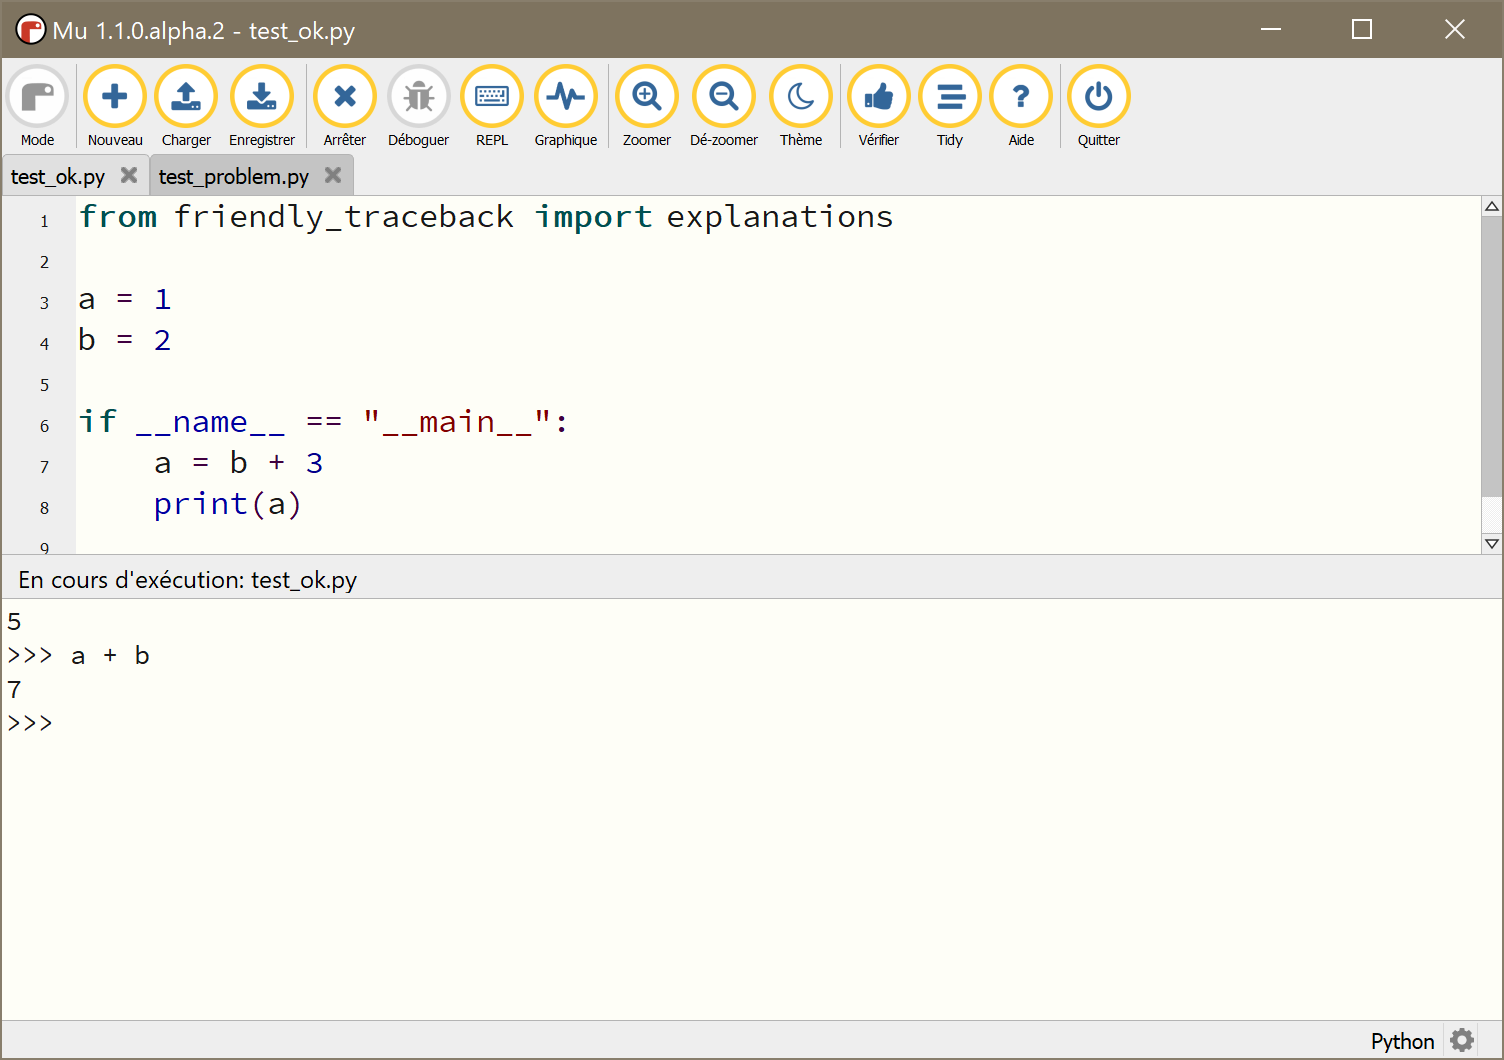 Mu 1.1.0.alpha.2 - test_ok.py
Mode Nouveau Charger Enregistrer Arrêter Déboguer REPL Graphique Zoomer Dé-zoomer Thème Vérifier Tidy Aide Quitter
test_ok.py test_problem.py
1 from friendly_traceback import explanations
2
3 a = 1
4 b = 2
5
6 if __name__ == "__main__":
7     a = b + 3
8     print(a)
9
En cours d'exécution: test_ok.py
5
>>> a + b
7
>>>
Python